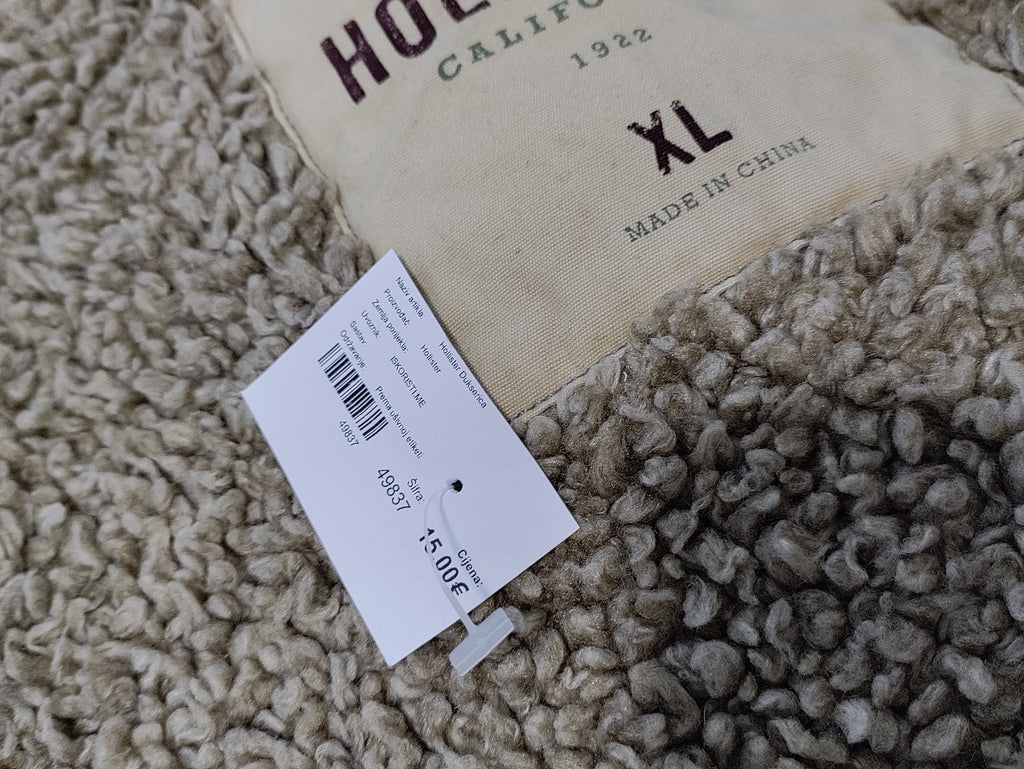 HOL
CALIFO
1922
XL
MADE IN CHINA
Naziv artikla: Hollister Dukserica
Proizvođač: Hollister
Zemlja porijekla:
Uvoznik: ISKORISTI.ME
Sastav: Prema ušivnoj etiketi
Održavanje:
49837
Šifra:
49837
Cijena:
15.00€